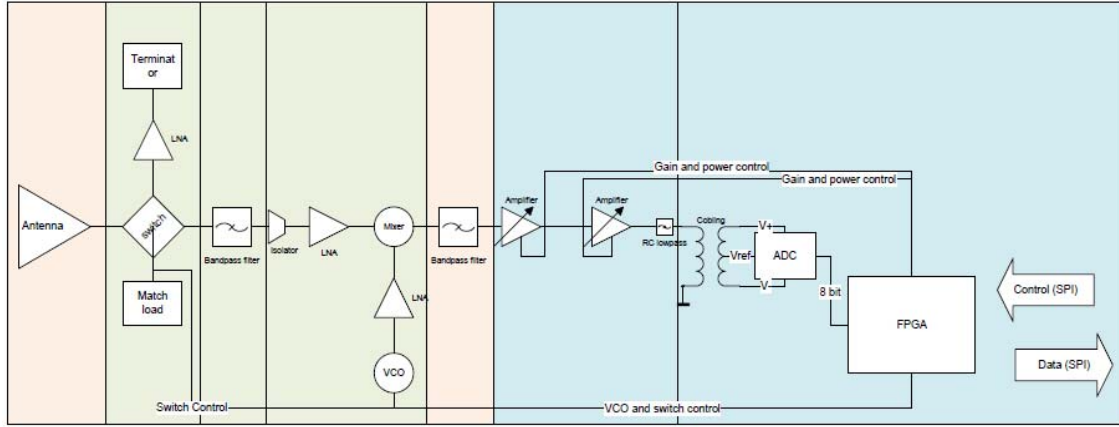 Terminat
or
LNA
Antenna
switch
Match
load
Switch Control
Bandpass filter
Isolator
LNA
Mixer
LNA
VCO
Bandpass filter
Gain and power control
Gain and power control
Amplifier
Amplifier
RC lowpass
Cobling
V+
Vref
V-
ADC
8 bit
FPGA
VCO and switch control
Control (SPI)
Data (SPI)